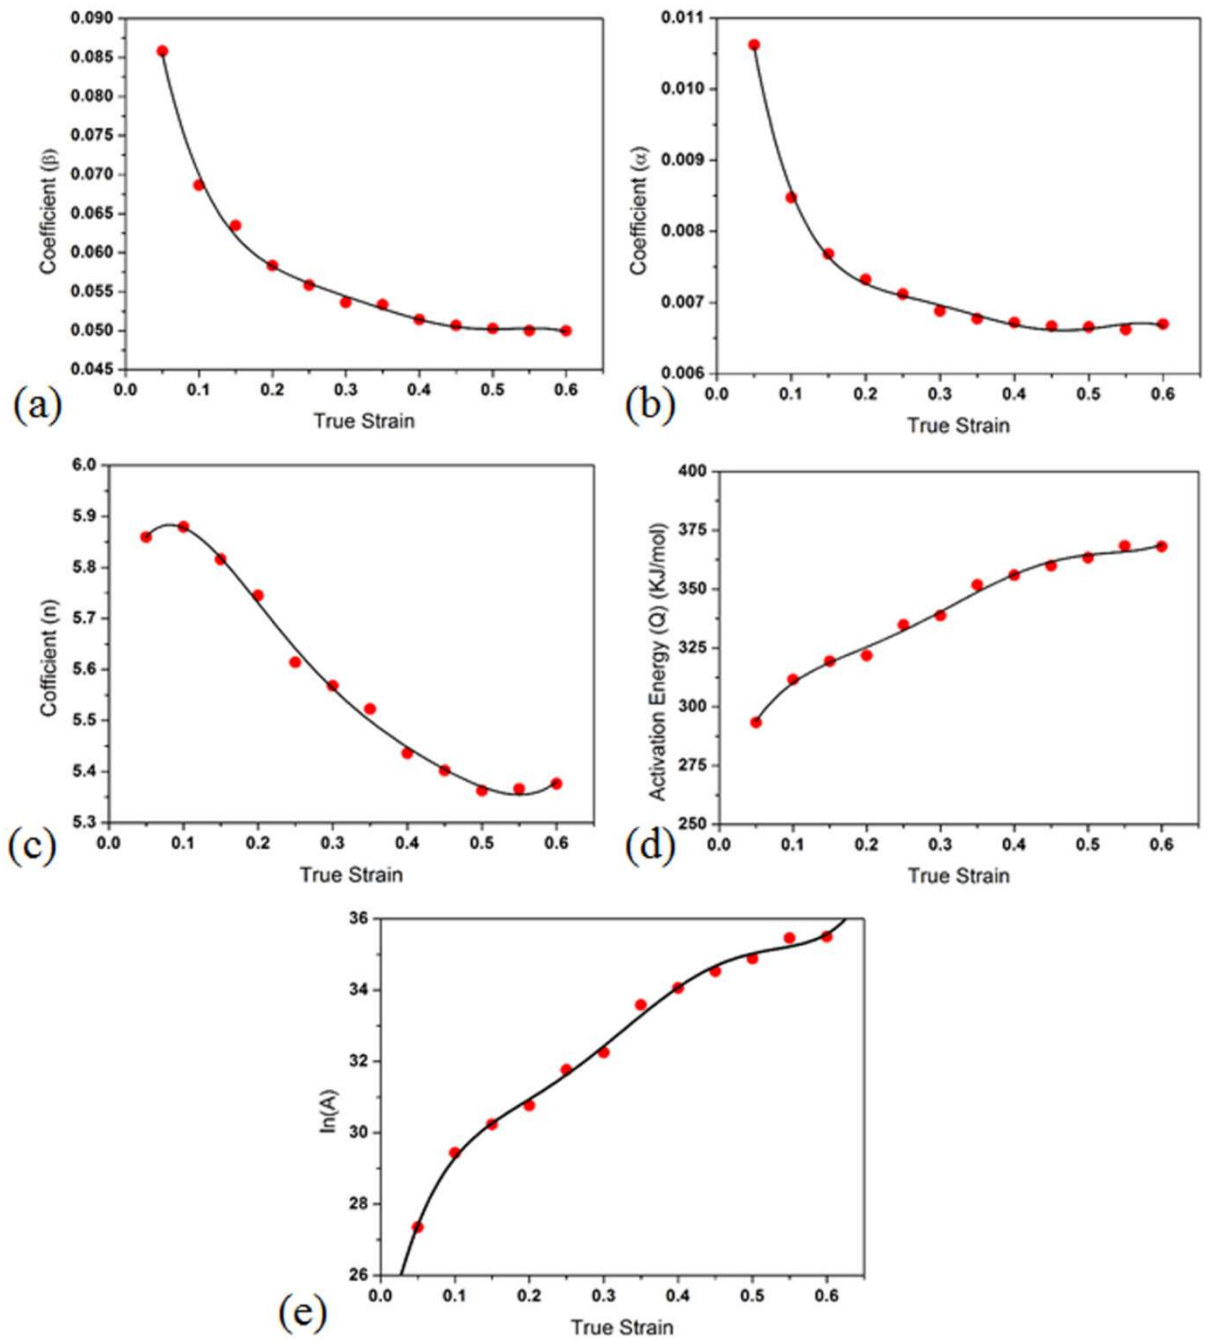 0.090
0.085
0.080
0.075
0.070
0.065
0.060
0.055
0.050
0.045
Coefficient (β)
0.0 0.1 0.2 0.3 0.4 0.5 0.6
True Strain
(a)
0.011
0.010
0.009
0.008
0.007
0.006
Coefficient (α)
0.0 0.1 0.2 0.3 0.4 0.5 0.6
True Strain
(b)
6.0
5.9
5.8
5.7
5.6
5.5
5.4
5.3
Cofficient (n)
0.0 0.1 0.2 0.3 0.4 0.5 0.6
True Strain
(c)
400
375
350
325
300
275
250
Activation Energy (Q) (KJ/mol)
0.0 0.1 0.2 0.3 0.4 0.5 0.6
True Strain
(d)
36
34
32
30
28
26
ln(A)
0.0 0.1 0.2 0.3 0.4 0.5 0.6
True Strain
(e)